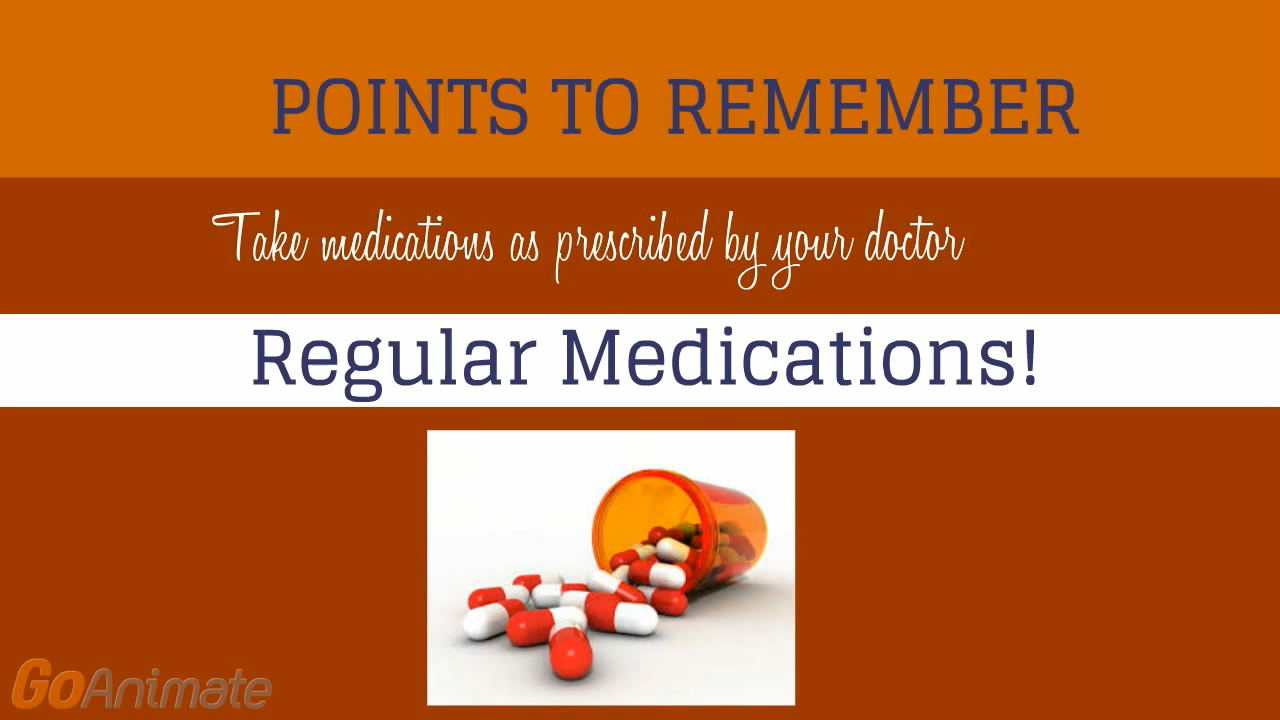 POINTS TO REMEMBER
Take medications as prescribed by your doctor
Regular Medications!
GoAnimate